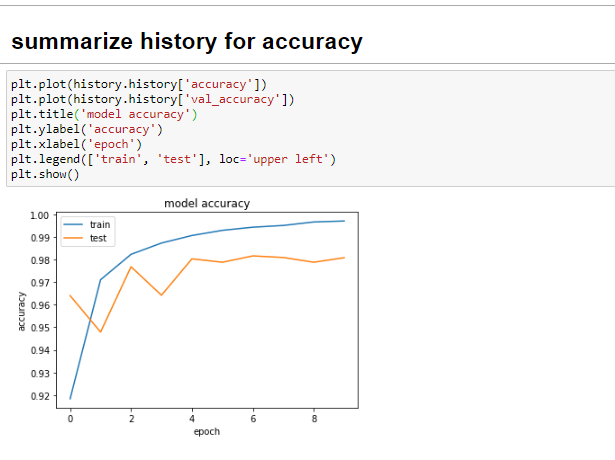 summarize history for accuracy
plt.plot(history.history['accuracy'])
plt.plot(history.history['val_accuracy'])
plt.title('model accuracy')
plt.ylabel('accuracy')
plt.xlabel('epoch')
plt.legend(['train', 'test'], loc='upper left')
plt.show()
model accuracy
train
test
1.00
0.99
0.98
0.97
0.96
0.95
0.94
0.93
0.92
accuracy
0 2 4 6 8
epoch